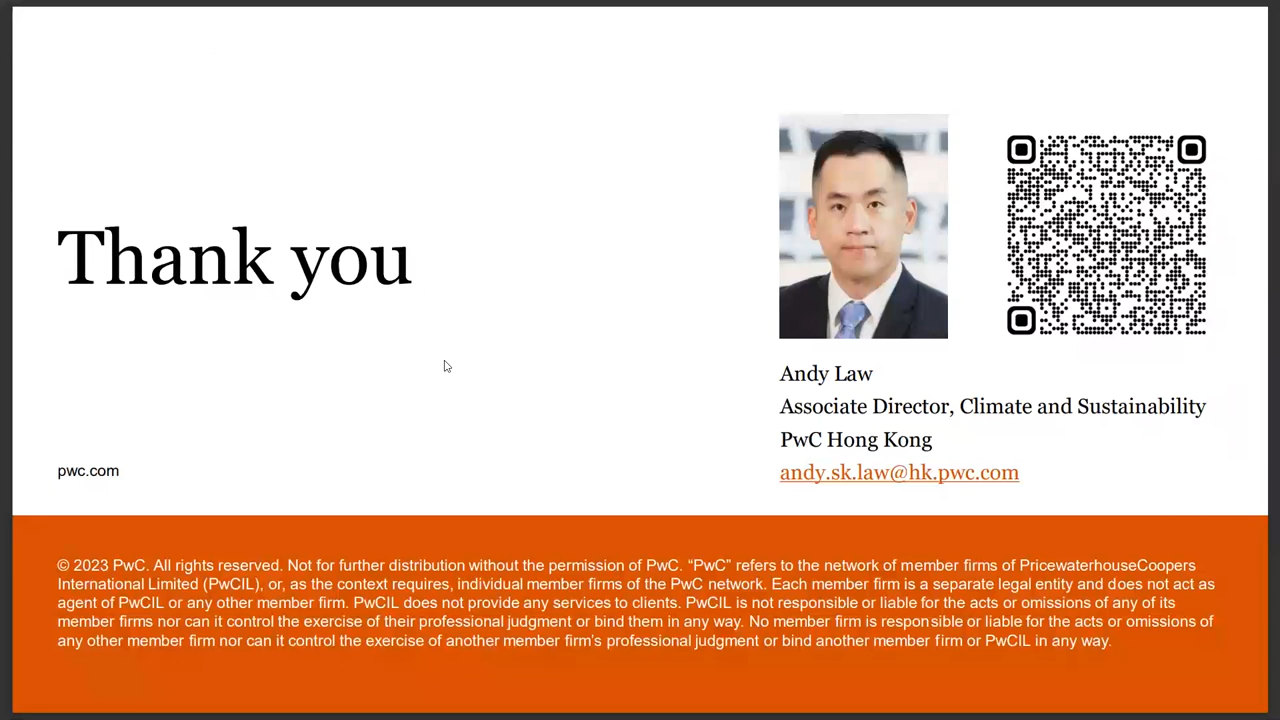 Thank you
Andy Law
Associate Director, Climate and Sustainability
PwC Hong Kong
andy.sk.law@hk.pwc.com
pwc.com
© 2023 PwC. All rights reserved. Not for further distribution without the permission of PwC. “PwC” refers to the network of member firms of PricewaterhouseCoopers
International Limited (PwCIL), or, as the context requires, individual member firms of the PwC network. Each member firm is a separate legal entity and does not act as
agent of PwCIL or any other member firm. PwCIL does not provide any services to clients. PwCIL is not responsible or liable for the acts or omissions of any of its
member firms nor can it control the exercise of their professional judgment or bind them in any way. No member firm is responsible or liable for the acts or omissions of
any other member firm nor can it control the exercise of another member firm’s professional judgment or bind another member firm or PwCIL in any way.